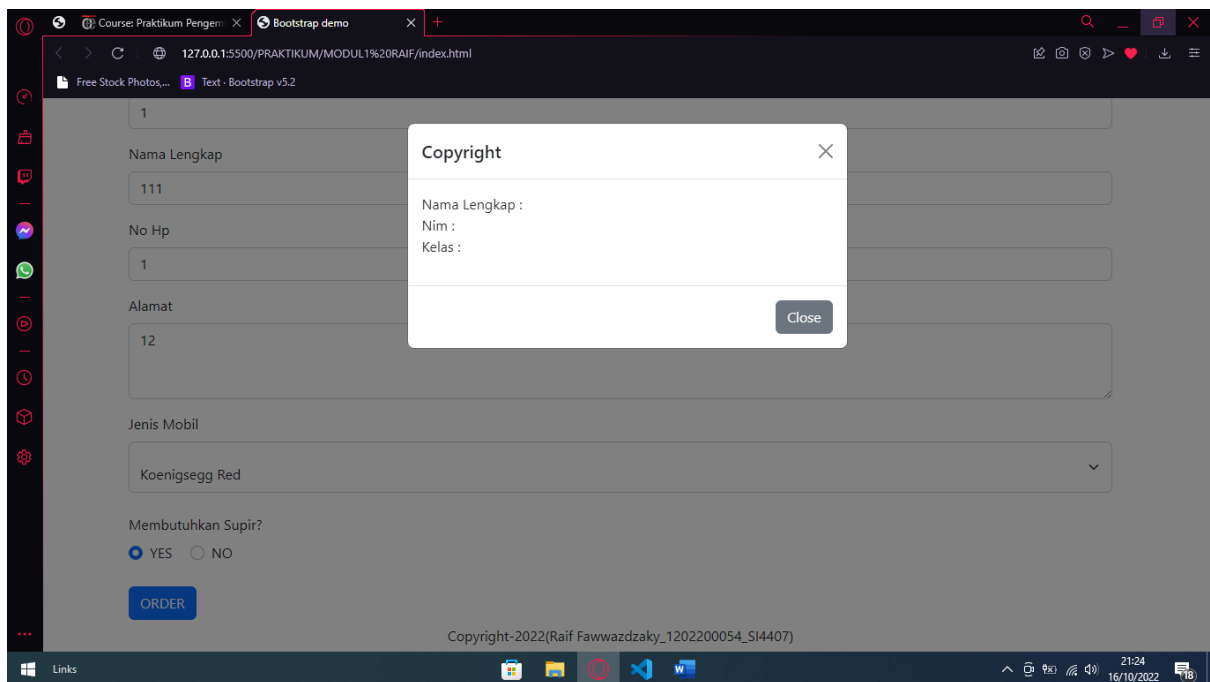 Course: Praktikum Pengem
Bootstrap demo
127.0.0.1:5500/PRAKTIKUM/MODUL1%20RAIF/index.html
Free Stock Photos,...
B Text · Bootstrap v5.2
1
Nama Lengkap
111
No Hp
1
Alamat
12
Jenis Mobil
Koenigsegg Red
Membutuhkan Supir?
YES NO
ORDER
Copyright
Nama Lengkap :
Nim :
Kelas :
Close
Copyright-2022(Raif Fawwazdzaky_1202200054_SI4407)
Links
W
21:24
16/10/2022
18